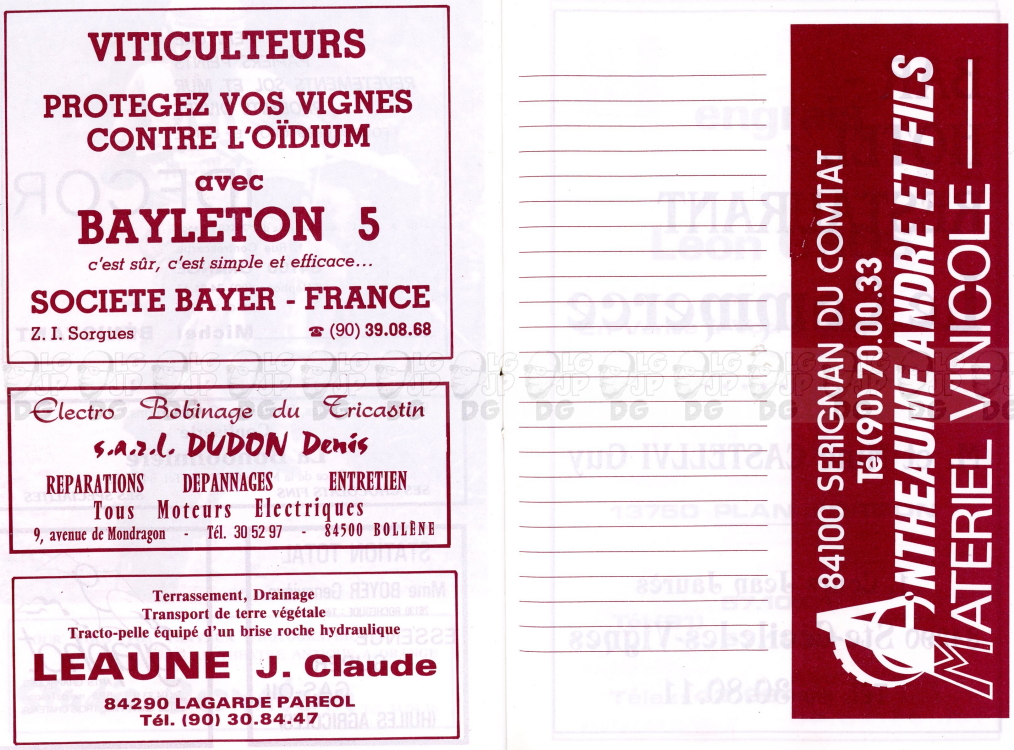 VITICULTEURS
PROTEGEZ VOS VIGNES
CONTRE L'OÏDIUM
avec
BAYLETON 5
c'est sûr, c'est simple et efficace...
SOCIETE BAYER - FRANCE
Z. I. Sorgues ☎ (90) 39.08.68
Electro Bobinage du Tricastin
s.a.r.l. DUDON Denis
REPARATIONS DEPANNAGES ENTRETIEN
Tous Moteurs Electriques
9, avenue de Mondragon - Tél. 30 52 97 - 84500 BOLLÈNE
Terrassement, Drainage
Transport de terre végétale
Tracto-pelle équipé d'un brise roche hydraulique
LEAUNE J. Claude
84290 LAGARDE PAREOL
Tél. (90) 30.84.47
84100 SERIGNAN DU COMTAT
Tél (90) 70.00.33
ANTHEAUME ANDRE ET FILS
MATERIEL VINICOLE